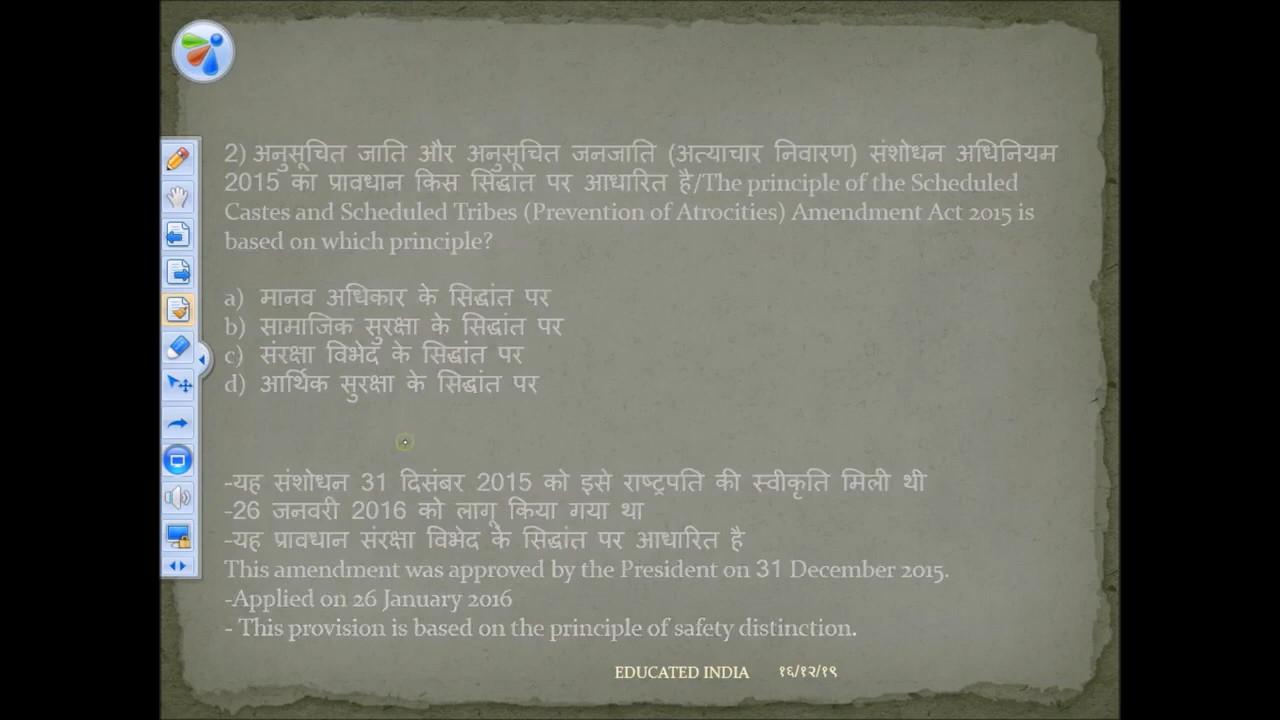 2) अनुसूचित जाति और अनुसूचित जनजाति (अत्याचार निवारण) संशोधन अधिनियम
2015 का प्रावधान किस सिद्धांत पर आधारित है/The principle of the Scheduled
Castes and Scheduled Tribes (Prevention of Atrocities) Amendment Act 2015 is
based on which principle?
a) मानव अधिकार के सिद्धांत पर
b) सामाजिक सुरक्षा के सिद्धांत पर
c) संरक्षा विभेद के सिद्धांत पर
d) आर्थिक सुरक्षा के सिद्धांत पर
-यह संशोधन 31 दिसंबर 2015 को इसे राष्ट्रपति की स्वीकृति मिली थी
-26 जनवरी 2016 को लागू किया गया था
-यह प्रावधान संरक्षा विभेद के सिद्धांत पर आधारित है
This amendment was approved by the President on 31 December 2015.
-Applied on 26 January 2016
- This provision is based on the principle of safety distinction.
EDUCATED INDIA १६/१२/१९